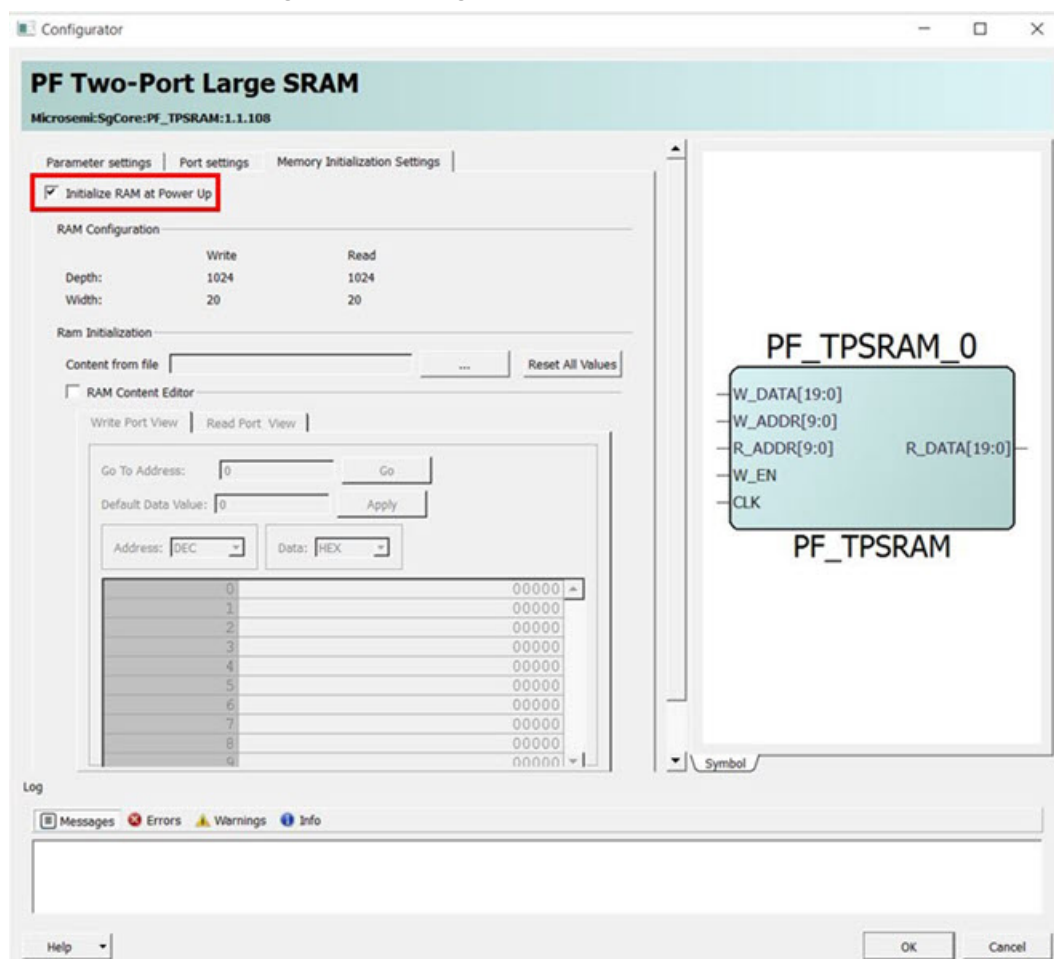 Configurator
PF Two-Port Large SRAM
Microsemi:SgCore:PF_TPSRAM:1.1.108
Parameter settings Port settings Memory Initialization Settings
Initialize RAM at Power Up
RAM Configuration
Write Read
Depth: 1024 1024
Width: 20 20
Ram Initialization
Content from file ... Reset All Values
RAM Content Editor
Write Port View Read Port View
Go To Address: 0 Go
Default Data Value: 0 Apply
Address: DEC Data: HEX
0 00000
1 00000
2 00000
3 00000
4 00000
5 00000
6 00000
7 00000
8 00000
9 00000
PF_TPSRAM_0
W_DATA[19:0]
W_ADDR[9:0]
R_ADDR[9:0] R_DATA[19:0]
W_EN
CLK
PF_TPSRAM
Symbol
Log
Messages Errors Warnings Info
Help OK Cancel